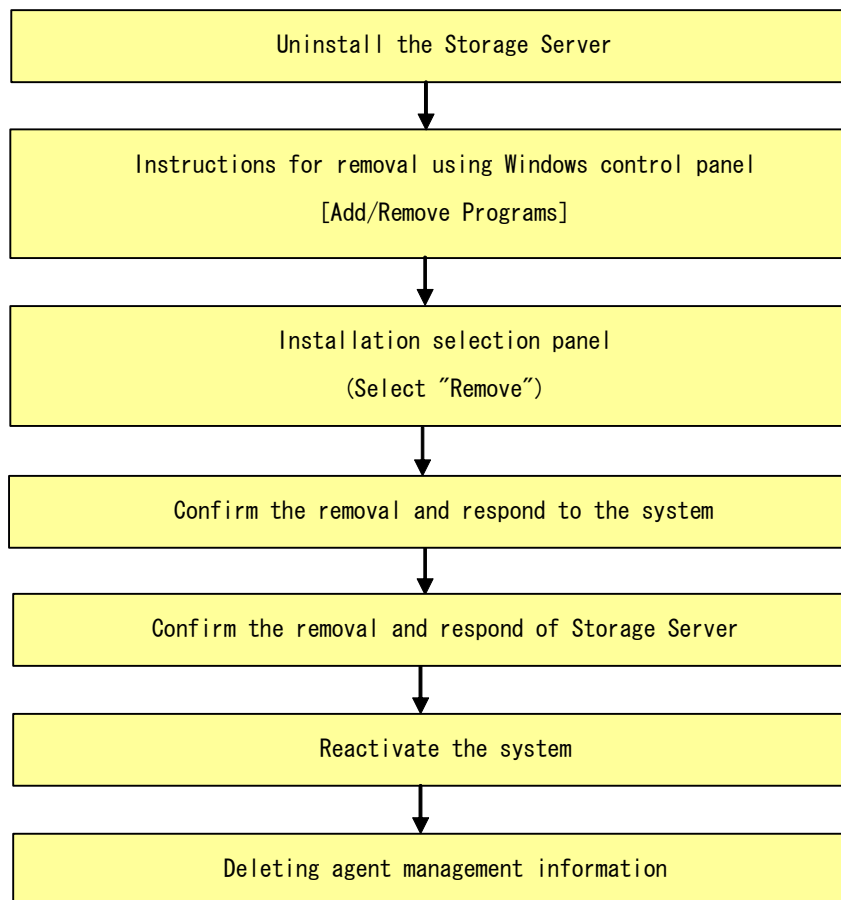 Uninstall the Storage Server
Instructions for removal using Windows control panel
[Add/Remove Programs]
Installation selection panel
(Select "Remove")
Confirm the removal and respond to the system
Confirm the removal and respond of Storage Server
Reactivate the system
Deleting agent management information